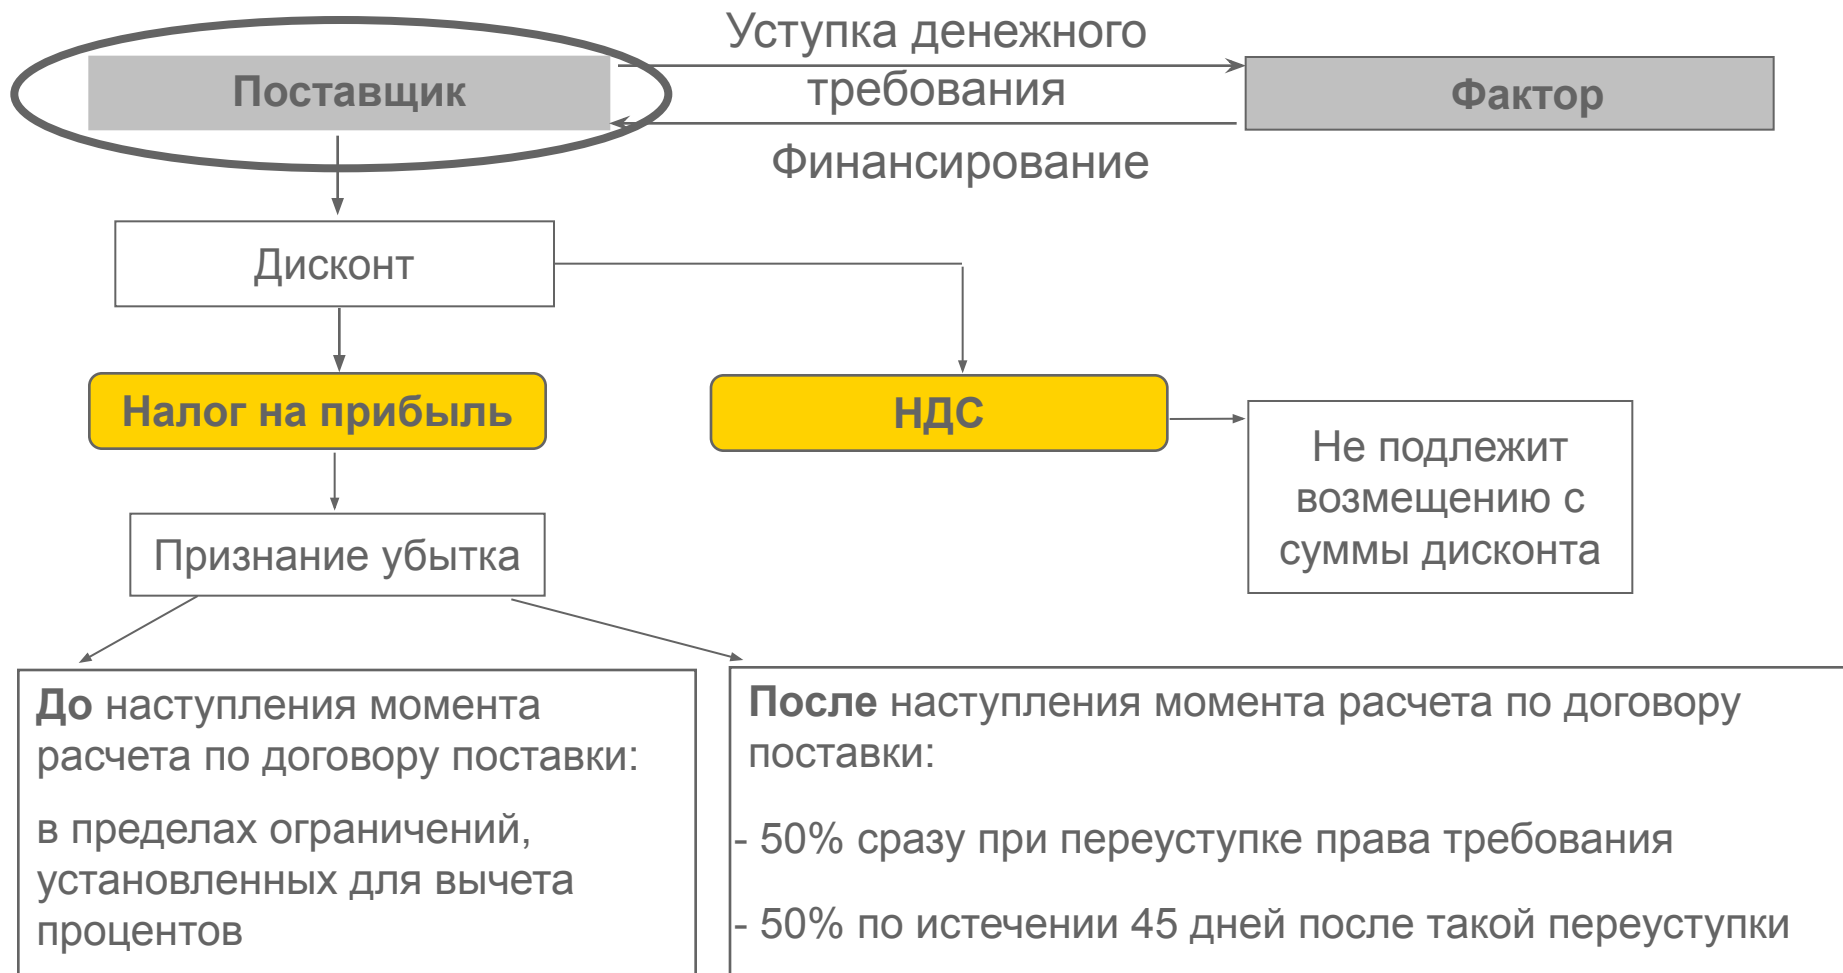 Уступка денежного
требования
Поставщик
Фактор
Финансирование
Дисконт
Налог на прибыль
НДС
Не подлежит
возмещению с
суммы дисконта
Признание убытка
До наступления момента
расчета по договору поставки:
в пределах ограничений,
установленных для вычета
процентов
После наступления момента расчета по договору
поставки:
- 50% сразу при переуступке права требования
- 50% по истечении 45 дней после такой переуступки